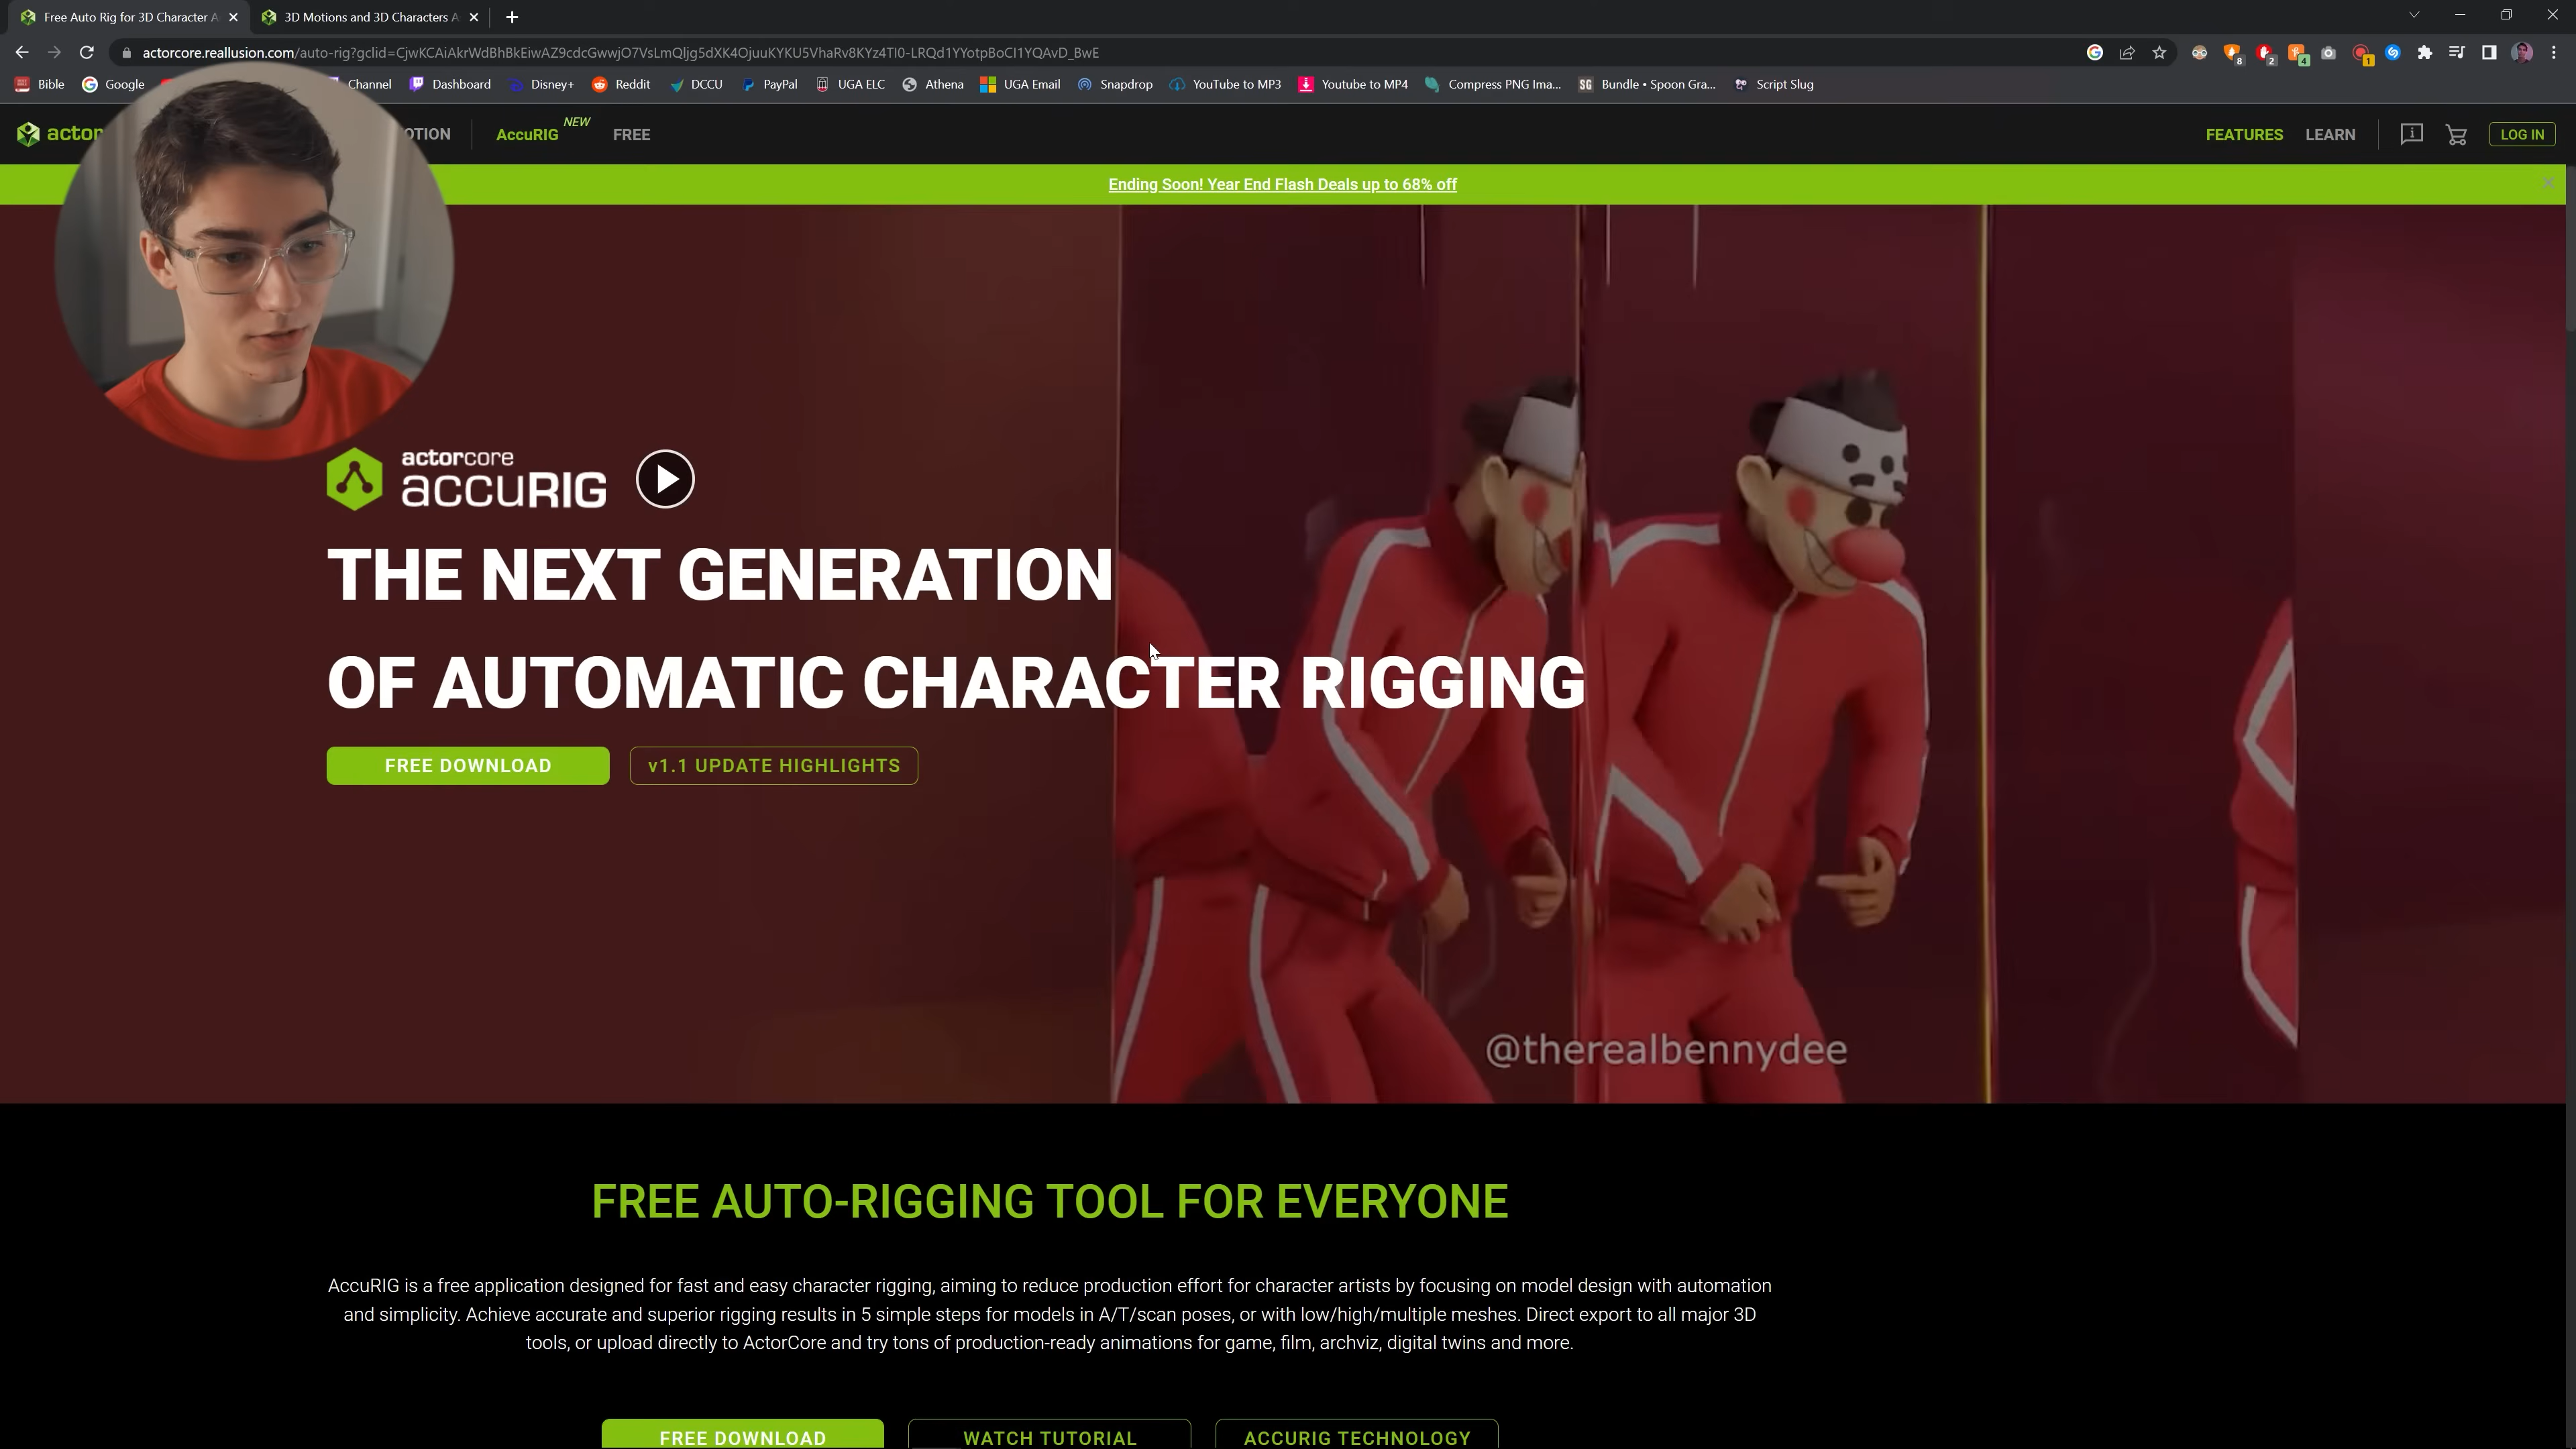 Free Auto Rig for 3D Character A
3D Motions and 3D Characters A
actorcore.reallusion.com/auto-rig?gclid=CjwKCAiAkrWdBhBkEiwAZ9cdcGwwjO7VsLmQljg5dXK4OjuuKYKU5VhaRv8KYz4TI0-LRQd1YYotpBoCI1YQAvD_BwE
8 2 4 1
Bible Google Channel Dashboard Disney+ Reddit DCCU PayPal UGA ELC Athena UGA Email Snapdrop YouTube to MP3 Youtube to MP4 Compress PNG Ima... SG Bundle • Spoon Gra... Script Slug
actor OTION AccuRIG NEW FREE FEATURES LEARN LOG IN
Ending Soon! Year End Flash Deals up to 68% off
actorcore
accuRIG
THE NEXT GENERATION
OF AUTOMATIC CHARACTER RIGGING
FREE DOWNLOAD v1.1 UPDATE HIGHLIGHTS
@therealbennydee
FREE AUTO-RIGGING TOOL FOR EVERYONE
AccuRIG is a free application designed for fast and easy character rigging, aiming to reduce production effort for character artists by focusing on model design with automation
and simplicity. Achieve accurate and superior rigging results in 5 simple steps for models in A/T/scan poses, or with low/high/multiple meshes. Direct export to all major 3D
tools, or upload directly to ActorCore and try tons of production-ready animations for game, film, archviz, digital twins and more.
FREE DOWNLOAD WATCH TUTORIAL ACCURIG TECHNOLOGY